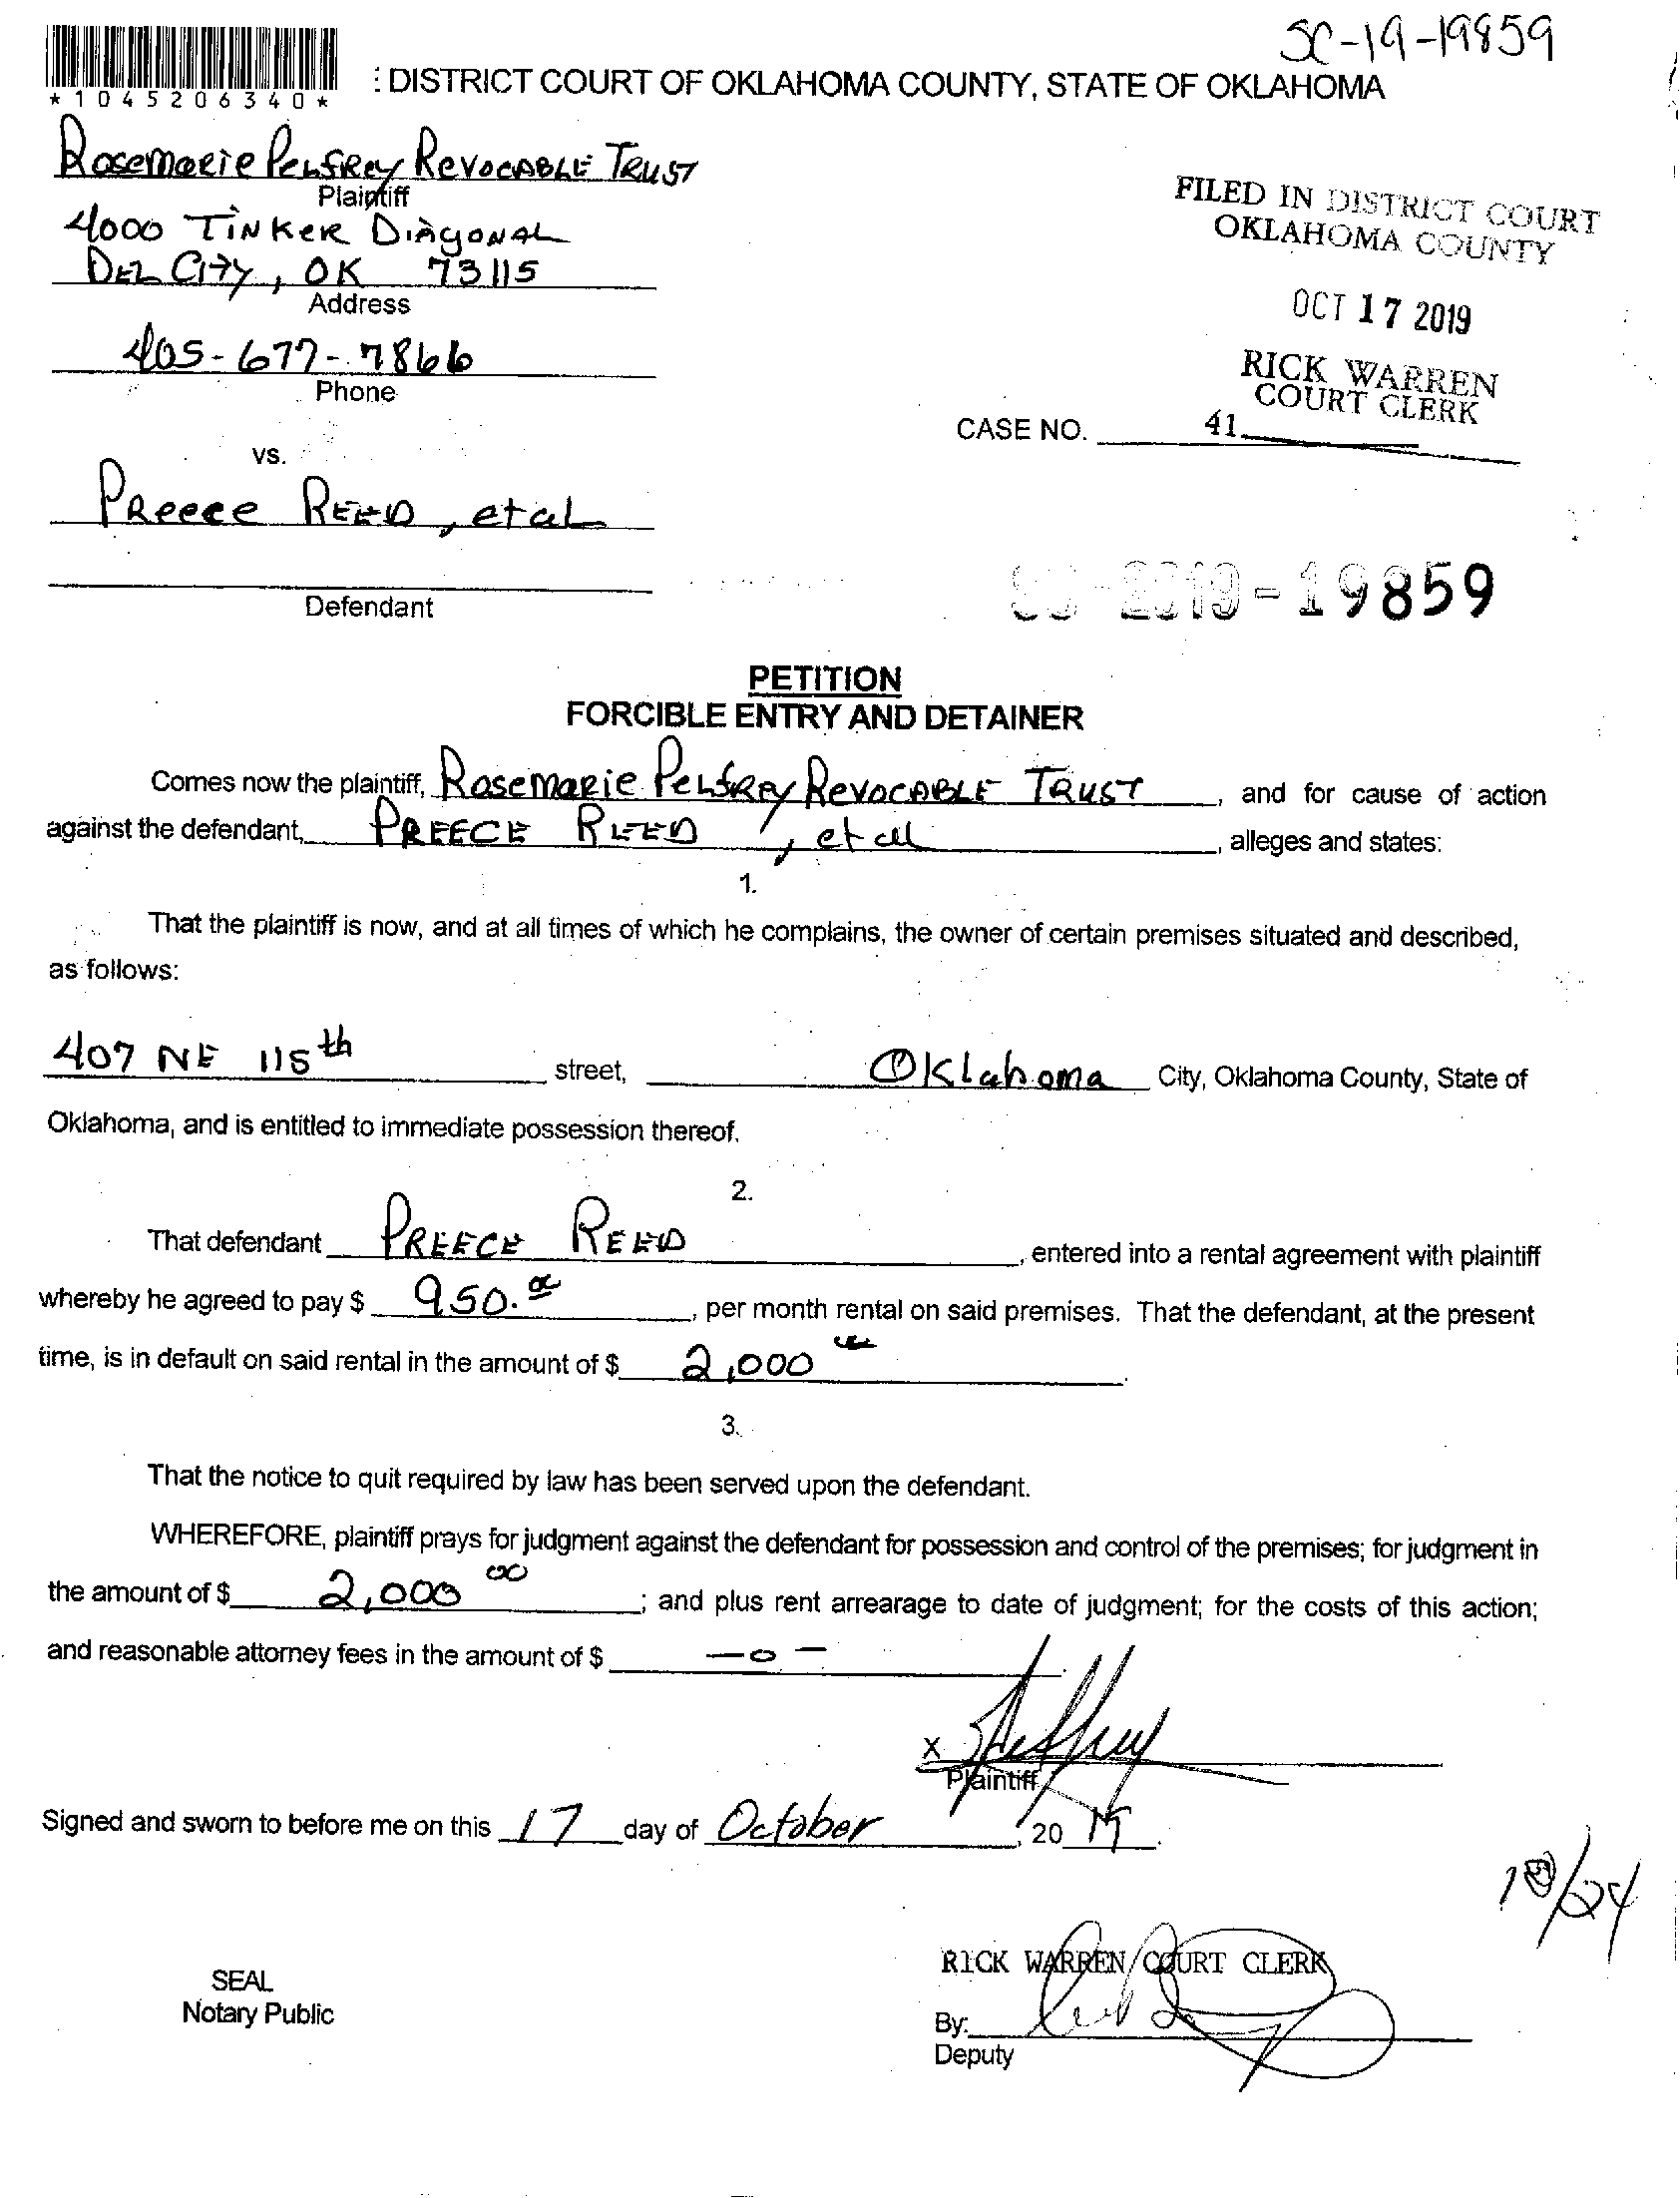 SC-19-19859
*1045206340*
: DISTRICT COURT OF OKLAHOMA COUNTY, STATE OF OKLAHOMA
Rosemarie Pelfrey Revocable Trust
Plaintiff
4000 Tinker Diagonal
Del City, OK 73115
Address
405-677-7866
Phone
FILED IN DISTRICT COURT
OKLAHOMA COUNTY
OCT 17 2019
RICK WARREN
COURT CLERK
CASE NO. 41
vs.
Preece Reed, et al
Defendant
SC-2019-19859
PETITION
FORCIBLE ENTRY AND DETAINER
Comes now the plaintiff, Rosemarie Pelfrey Revocable Trust, and for cause of action
against the defendant, Preece Reed, et al, alleges and states:
1.
That the plaintiff is now, and at all times of which he complains, the owner of certain premises situated and described,
as follows:
407 NE 115th street, Oklahoma City, Oklahoma County, State of
Oklahoma, and is entitled to immediate possession thereof.
2.
That defendant Preece Reed, entered into a rental agreement with plaintiff
whereby he agreed to pay $ 950.00, per month rental on said premises. That the defendant, at the present
time, is in default on said rental in the amount of $ 2,000 00.
3.
That the notice to quit required by law has been served upon the defendant.
WHEREFORE, plaintiff prays for judgment against the defendant for possession and control of the premises; for judgment in
the amount of $ 2,000 00; and plus rent arrearage to date of judgment; for the costs of this action;
and reasonable attorney fees in the amount of $ -0-
X
Plaintiff
Signed and sworn to before me on this 17 day of October, 2019.
10/24
RICK WARREN COURT CLERK
SEAL
Notary Public
By:
Deputy